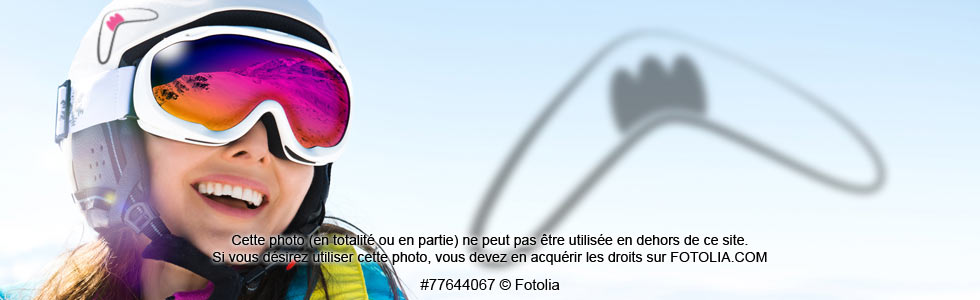 Cette photo (en totalité ou en partie) ne peut pas être utilisée en dehors de ce site.
Si vous désirez utiliser cette photo, vous devez en acquérir les droits sur FOTOLIA.COM
#77644067 © Fotolia